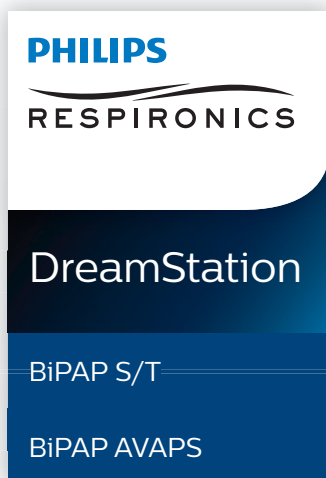 PHILIPS
RESPIRONICS
DreamStation
BiPAP S/T
BiPAP AVAPS